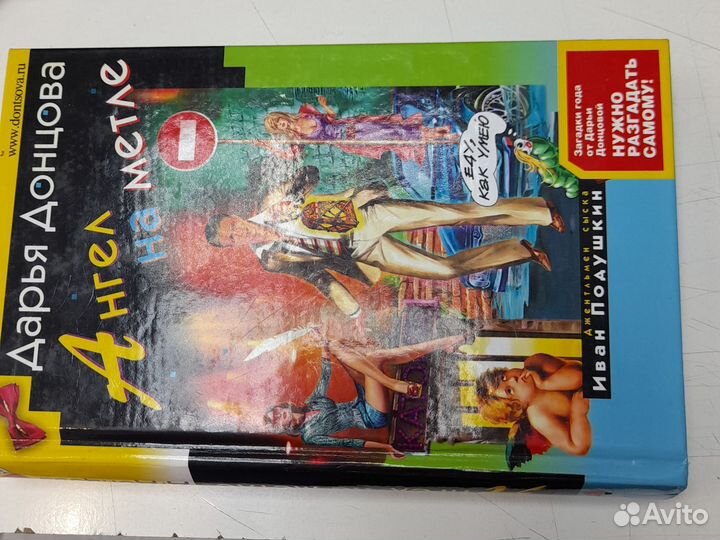 www.dontsova.ru
Дарья Донцова
Ангел
на метле
Еду,
как умею
Загадки года
от Дарьи
Донцовой
НУЖНО
РАЗГАДАТЬ
САМОМУ!
Джентльмен сыска
Иван Подушкин
Avito